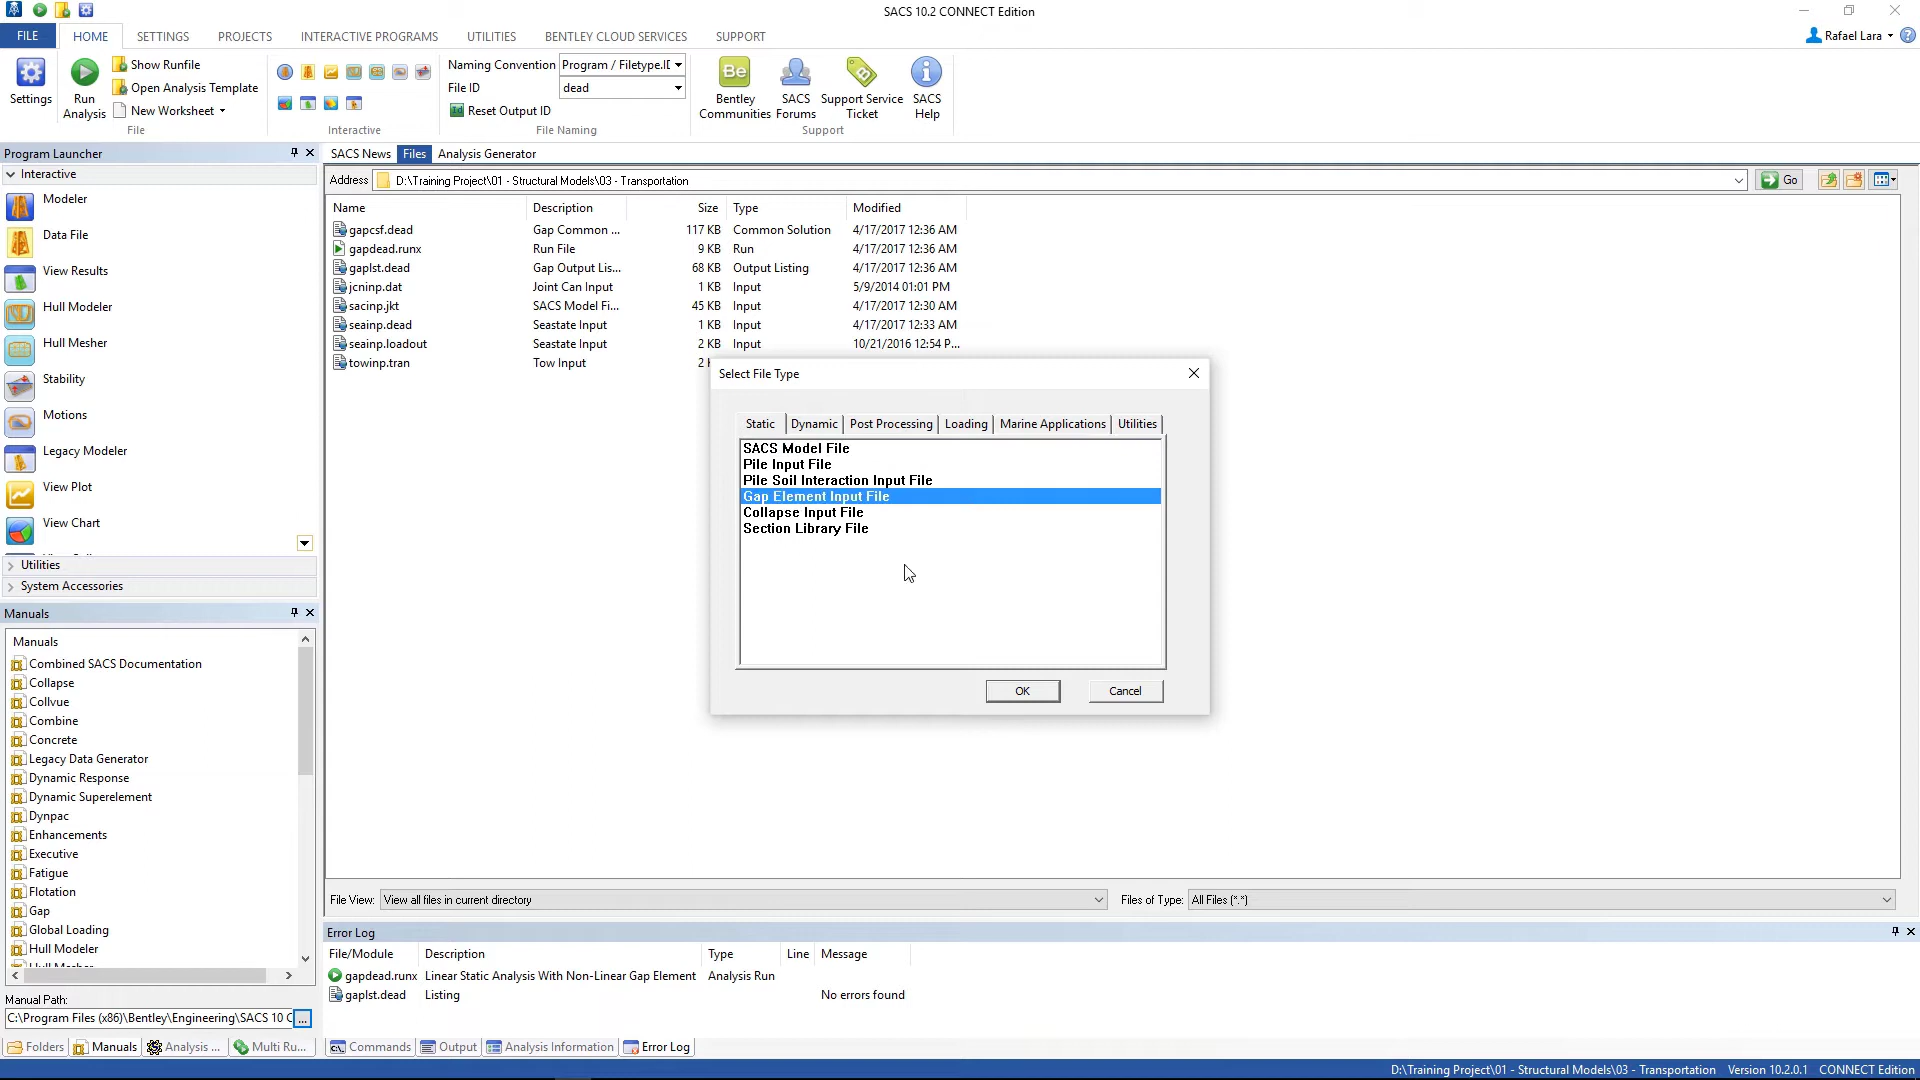 SACS 10.2 CONNECT Edition
FILE HOME SETTINGS PROJECTS INTERACTIVE PROGRAMS UTILITIES BENTLEY CLOUD SERVICES SUPPORT
Rafael Lara
Settings
Run Analysis
Show Runfile
Open Analysis Template
New Worksheet
File
Interactive
Naming Convention Program / Filetype.IC
File ID dead
Reset Output ID
File Naming
Be
Bentley Communities
SACS Forums
Support Service Ticket
SACS Help
Support
Program Launcher
Interactive
Modeler
Data File
View Results
Hull Modeler
Hull Mesher
Stability
Motions
Legacy Modeler
View Plot
View Chart
Utilities
System Accessories
Manuals
Manuals
Combined SACS Documentation
Collapse
Collvue
Combine
Concrete
Legacy Data Generator
Dynamic Response
Dynamic Superelement
Dynpac
Enhancements
Executive
Fatigue
Flotation
Gap
Global Loading
Hull Modeler
Manual Path:
C:\Program Files (x86)\Bentley\Engineering\SACS 10 C
...
Folders Manuals Analysis ... Multi Ru...
SACS News Files Analysis Generator
Address D:\Training Project\01 - Structural Models\03 - Transportation
Go
Name Description Size Type Modified
gapcsf.dead Gap Common ... 117 KB Common Solution 4/17/2017 12:36 AM
gapdead.runx Run File 9 KB Run 4/17/2017 12:36 AM
gaplst.dead Gap Output Lis... 68 KB Output Listing 4/17/2017 12:36 AM
jcninp.dat Joint Can Input 1 KB Input 5/9/2014 01:01 PM
sacinp.jkt SACS Model Fi... 45 KB Input 4/17/2017 12:30 AM
seainp.dead Seastate Input 1 KB Input 4/17/2017 12:33 AM
seainp.loadout Seastate Input 2 KB Input 10/21/2016 12:54 P...
towinp.tran Tow Input 2
Select File Type
Static Dynamic Post Processing Loading Marine Applications Utilities
SACS Model File
Pile Input File
Pile Soil Interaction Input File
Gap Element Input File
Collapse Input File
Section Library File
OK Cancel
File View: View all files in current directory
Files of Type: All Files (*.*)
Error Log
File/Module Description Type Line Message
gapdead.runx Linear Static Analysis With Non-Linear Gap Element Analysis Run
gaplst.dead Listing No errors found
Commands Output Analysis Information Error Log
D:\Training Project\01 - Structural Models\03 - Transportation Version 10.2.0.1 CONNECT Edition